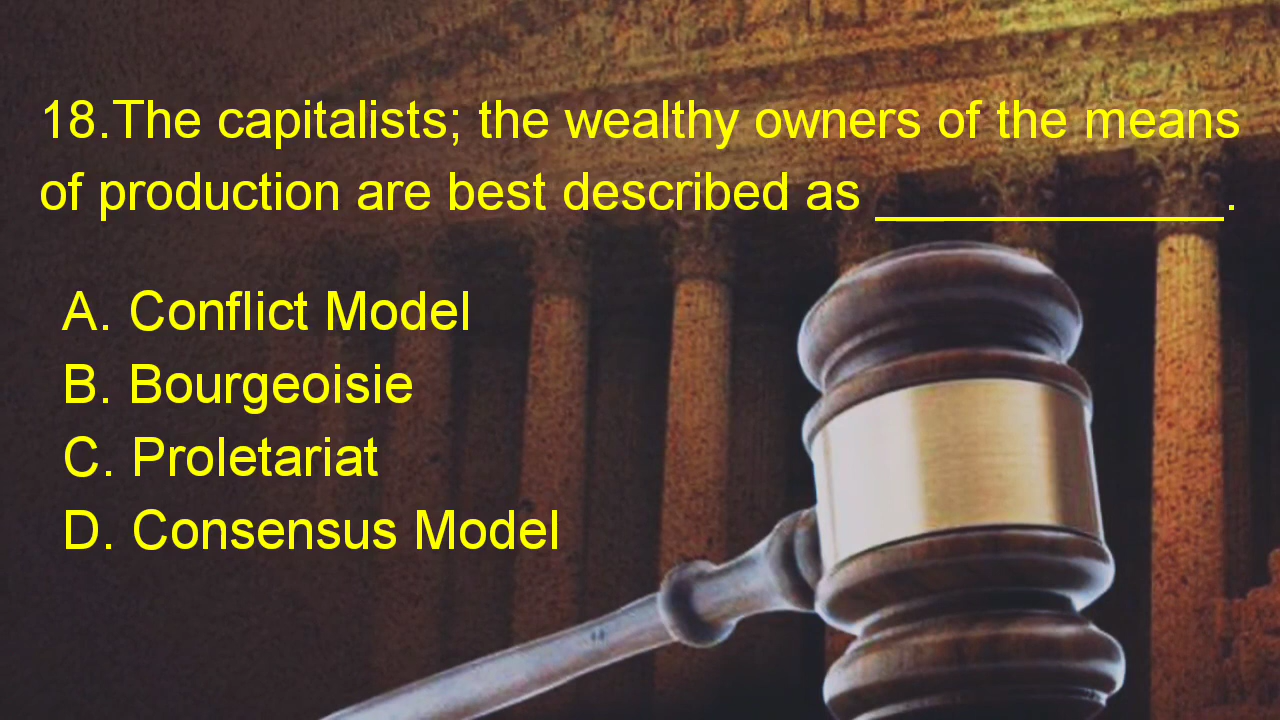 18.The capitalists; the wealthy owners of the means
of production are best described as _____________.
A. Conflict Model
B. Bourgeoisie
C. Proletariat
D. Consensus Model